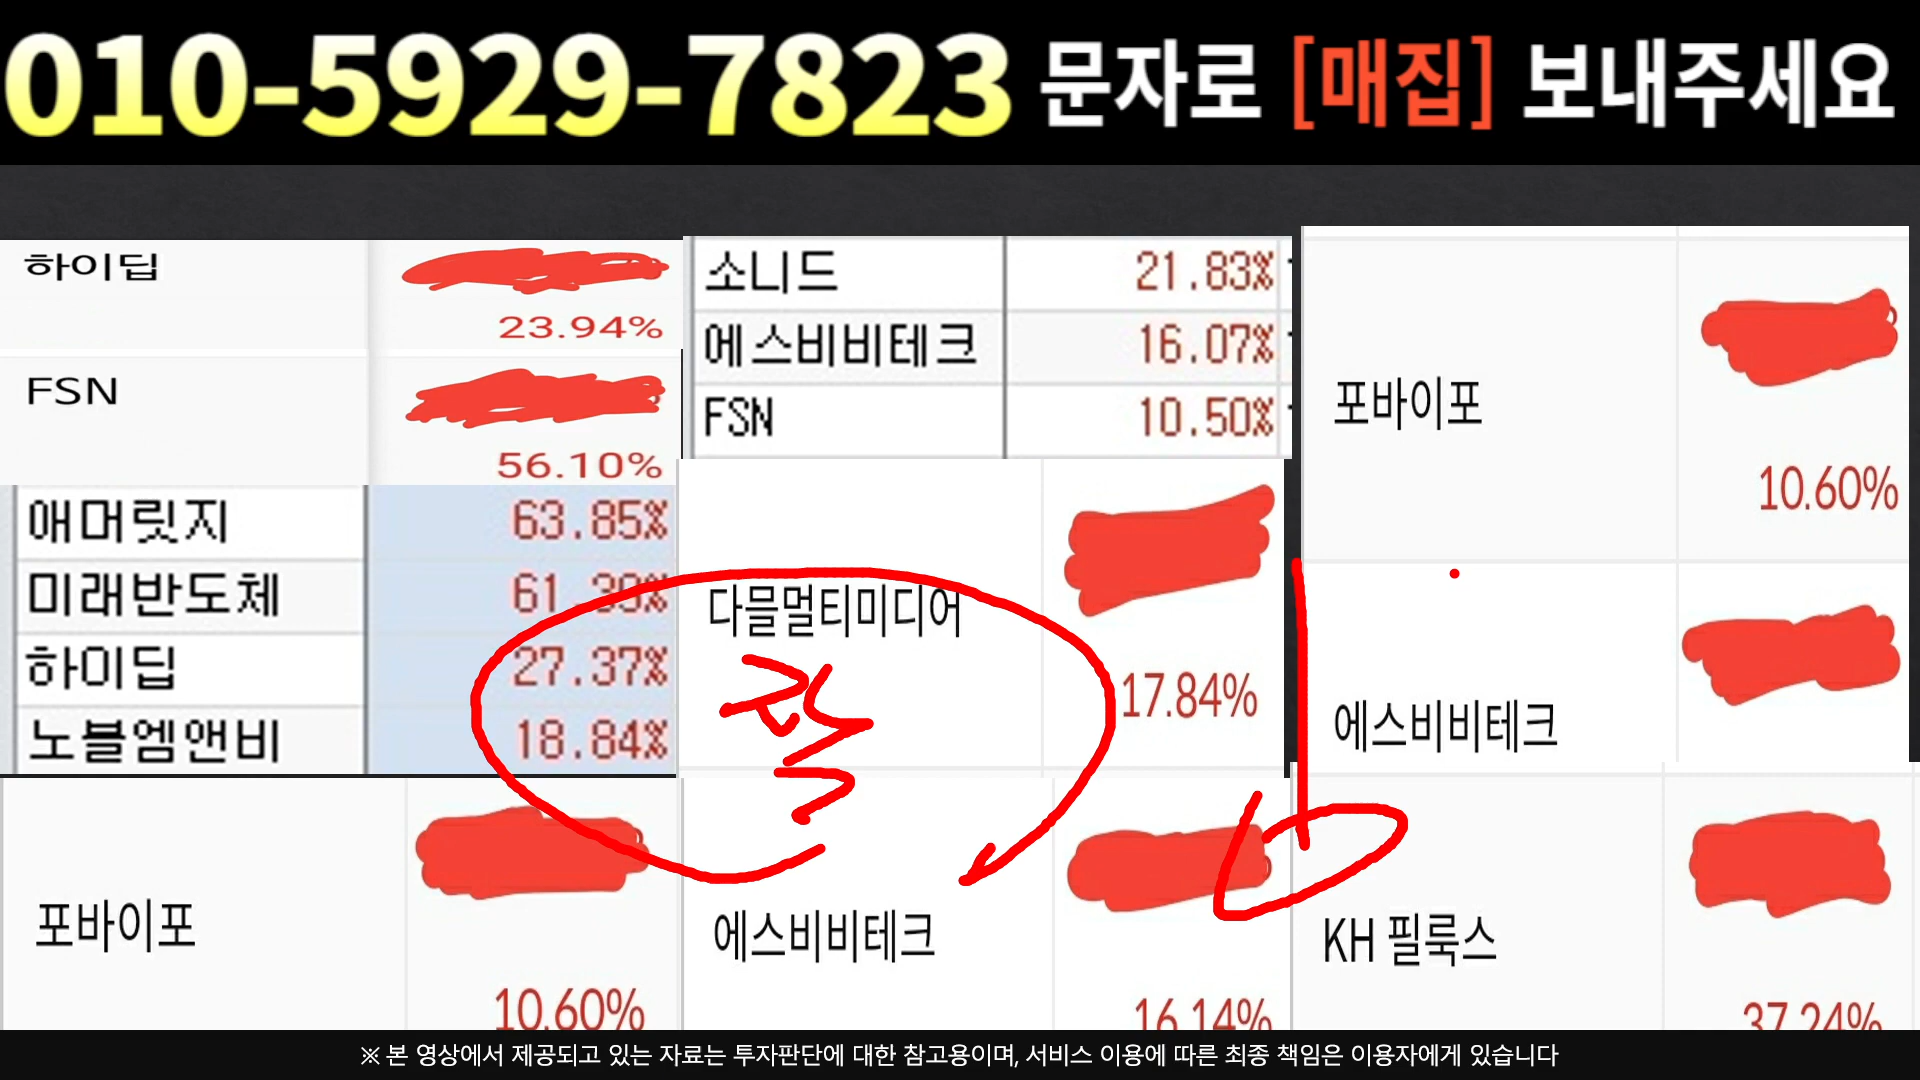 010-5929-7823 문자로 [매집] 보내주세요
하이딥
23.94%
FSN
56.10%
애머릿지
63.85%
미래반도체
61.39%
하이딥
27.37%
노블엠앤비
18.84%
소니드
21.83%
에스비비테크
16.07%
FSN
10.50%
다믈멀티미디어
17.84%
포바이포
10.60%
에스비비테크
포바이포
10.60%
에스비비테크
16.14%
KH 필룩스
37.24%
※ 본 영상에서 제공되고 있는 자료는 투자판단에 대한 참고용이며, 서비스 이용에 따른 최종 책임은 이용자에게 있습니다